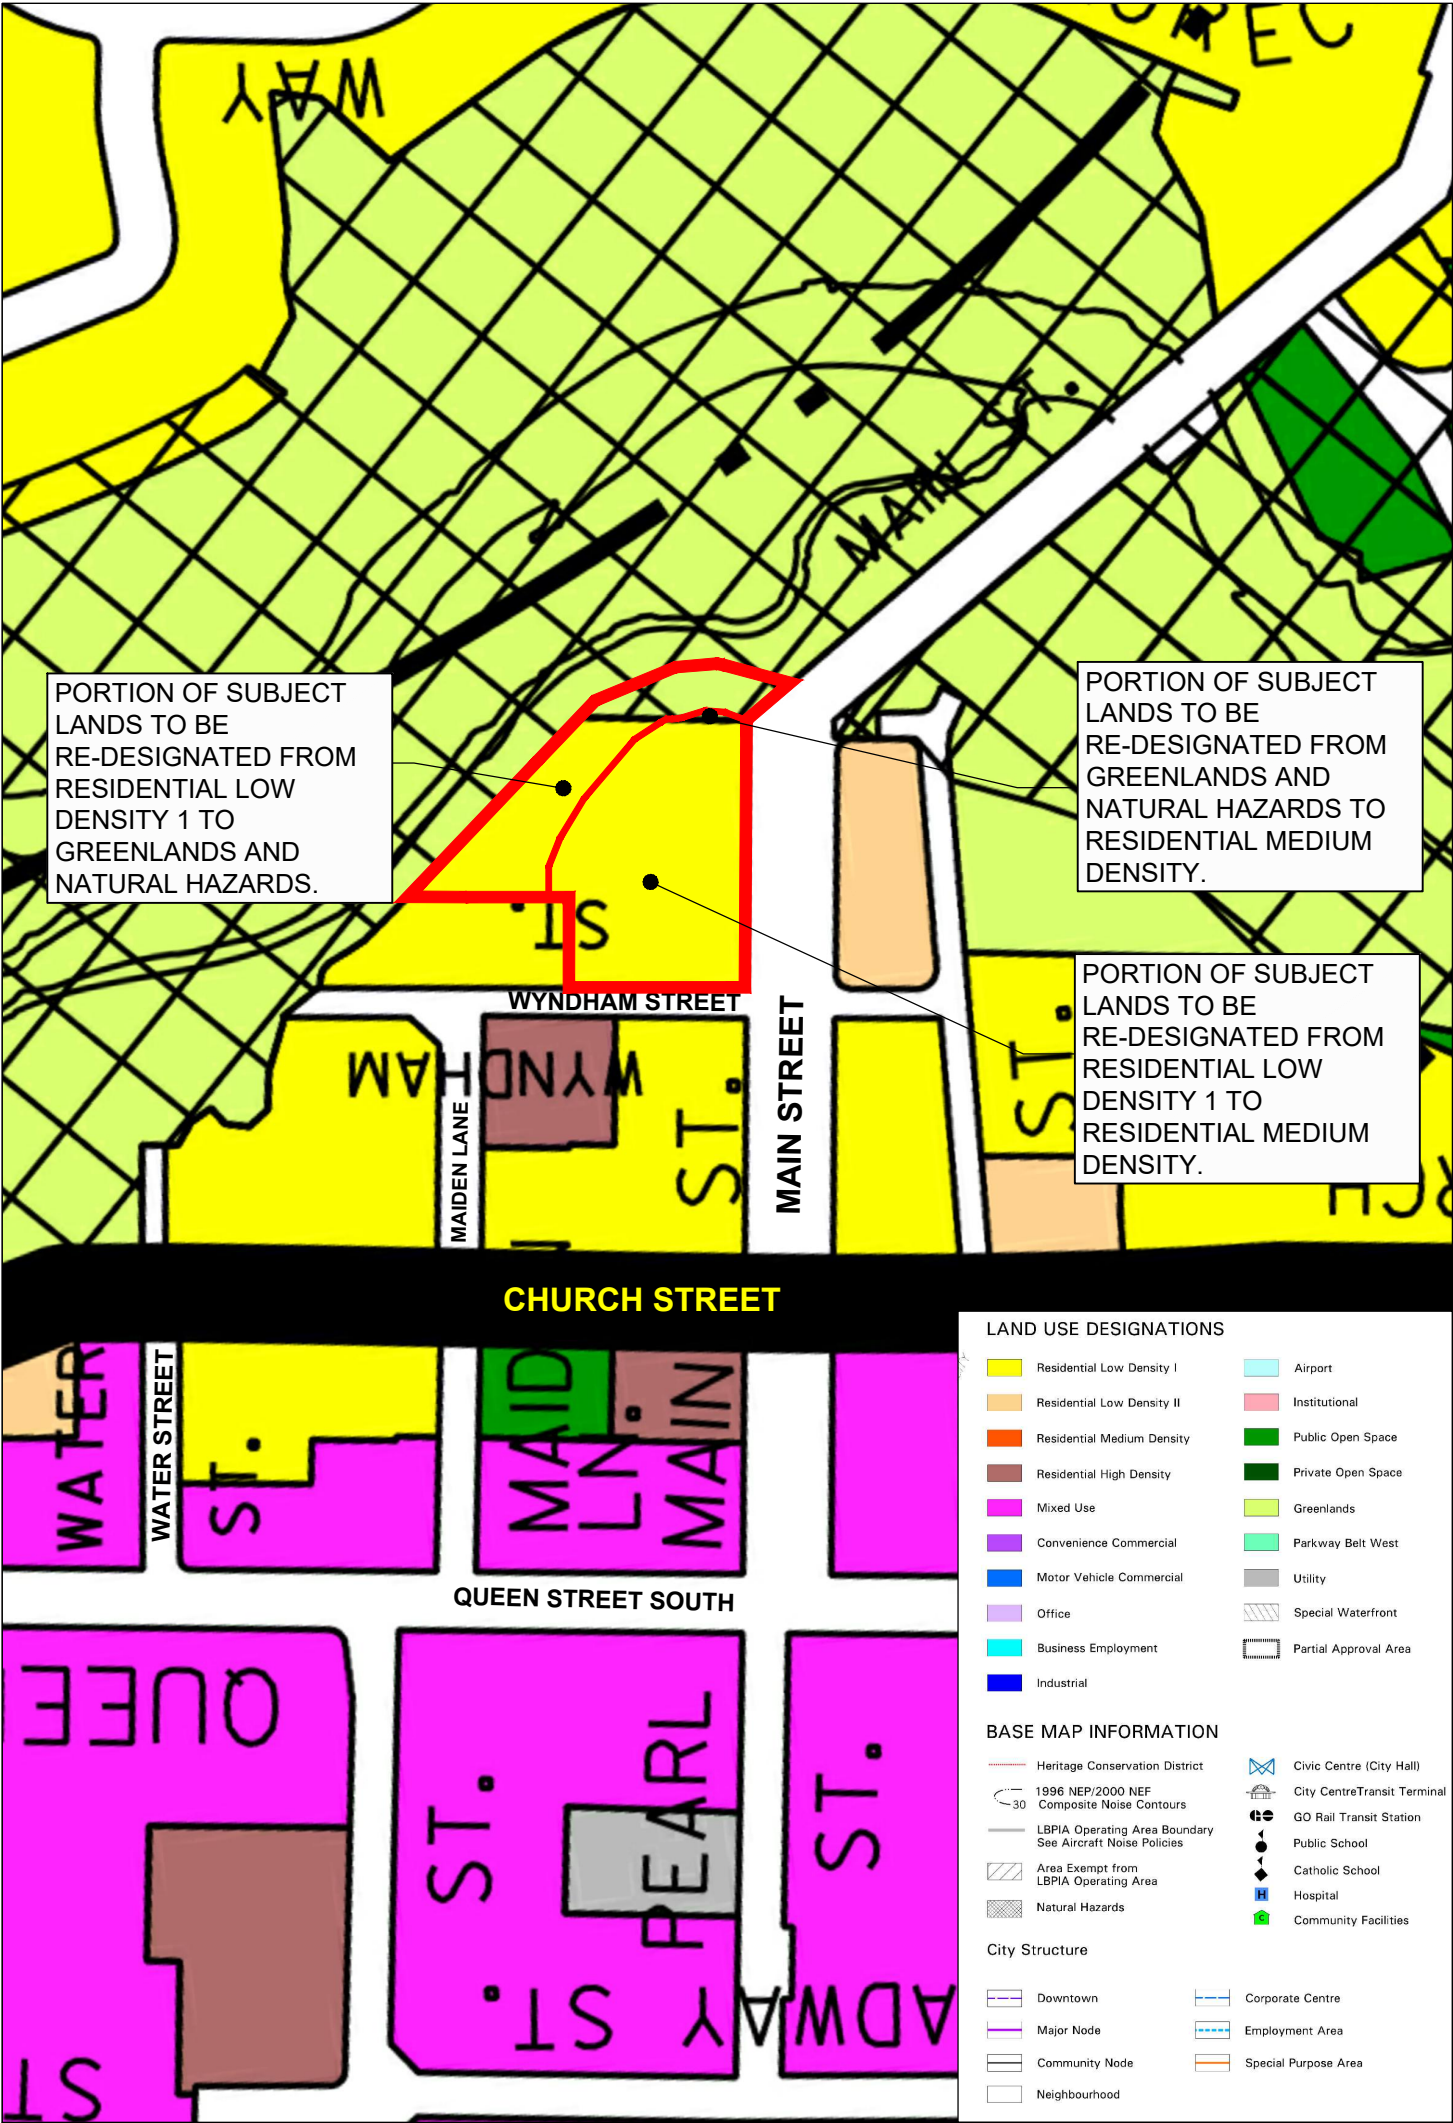 WAY
OREC
MAIN ST.
PORTION OF SUBJECT
LANDS TO BE
RE-DESIGNATED FROM
RESIDENTIAL LOW
DENSITY 1 TO
GREENLANDS AND
NATURAL HAZARDS.
PORTION OF SUBJECT
LANDS TO BE
RE-DESIGNATED FROM
GREENLANDS AND
NATURAL HAZARDS TO
RESIDENTIAL MEDIUM
DENSITY.
ST.
PORTION OF SUBJECT
LANDS TO BE
RE-DESIGNATED FROM
RESIDENTIAL LOW
DENSITY 1 TO
RESIDENTIAL MEDIUM
DENSITY.
WYNDHAM STREET
WYNDHAM
MAIDEN LANE
ST.
MAIN STREET
ST.
RCH
CHURCH STREET
WATER
WATER STREET
ST.
MAID
LN.
MAIN
QUEEN STREET SOUTH
QUEE
ST.
PEARL
ST.
ADWAY ST.
ST
LAND USE DESIGNATIONS
Residential Low Density I
Residential Low Density II
Residential Medium Density
Residential High Density
Mixed Use
Convenience Commercial
Motor Vehicle Commercial
Office
Business Employment
Industrial
Airport
Institutional
Public Open Space
Private Open Space
Greenlands
Parkway Belt West
Utility
Special Waterfront
Partial Approval Area
BASE MAP INFORMATION
Heritage Conservation District
1996 NEP/2000 NEF
Composite Noise Contours
30
LBPIA Operating Area Boundary
See Aircraft Noise Policies
Area Exempt from
LBPIA Operating Area
Natural Hazards
Civic Centre (City Hall)
City CentreTransit Terminal
GO Rail Transit Station
Public School
Catholic School
H Hospital
C Community Facilities
City Structure
Downtown
Major Node
Community Node
Neighbourhood
Corporate Centre
Employment Area
Special Purpose Area